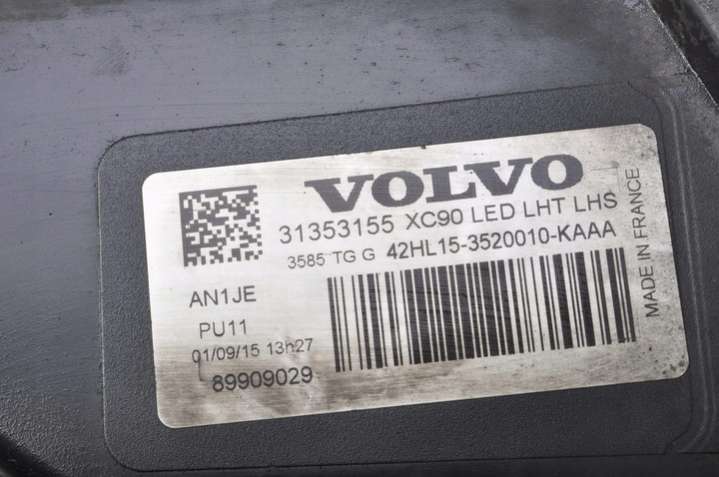 VOLVO
31353155 XC90 LED LHT LHS
3585 TG G 42HL15-3520010-KAAA
AN1JE
PU11
01/09/15 13h27
89909029
MADE IN FRANCE